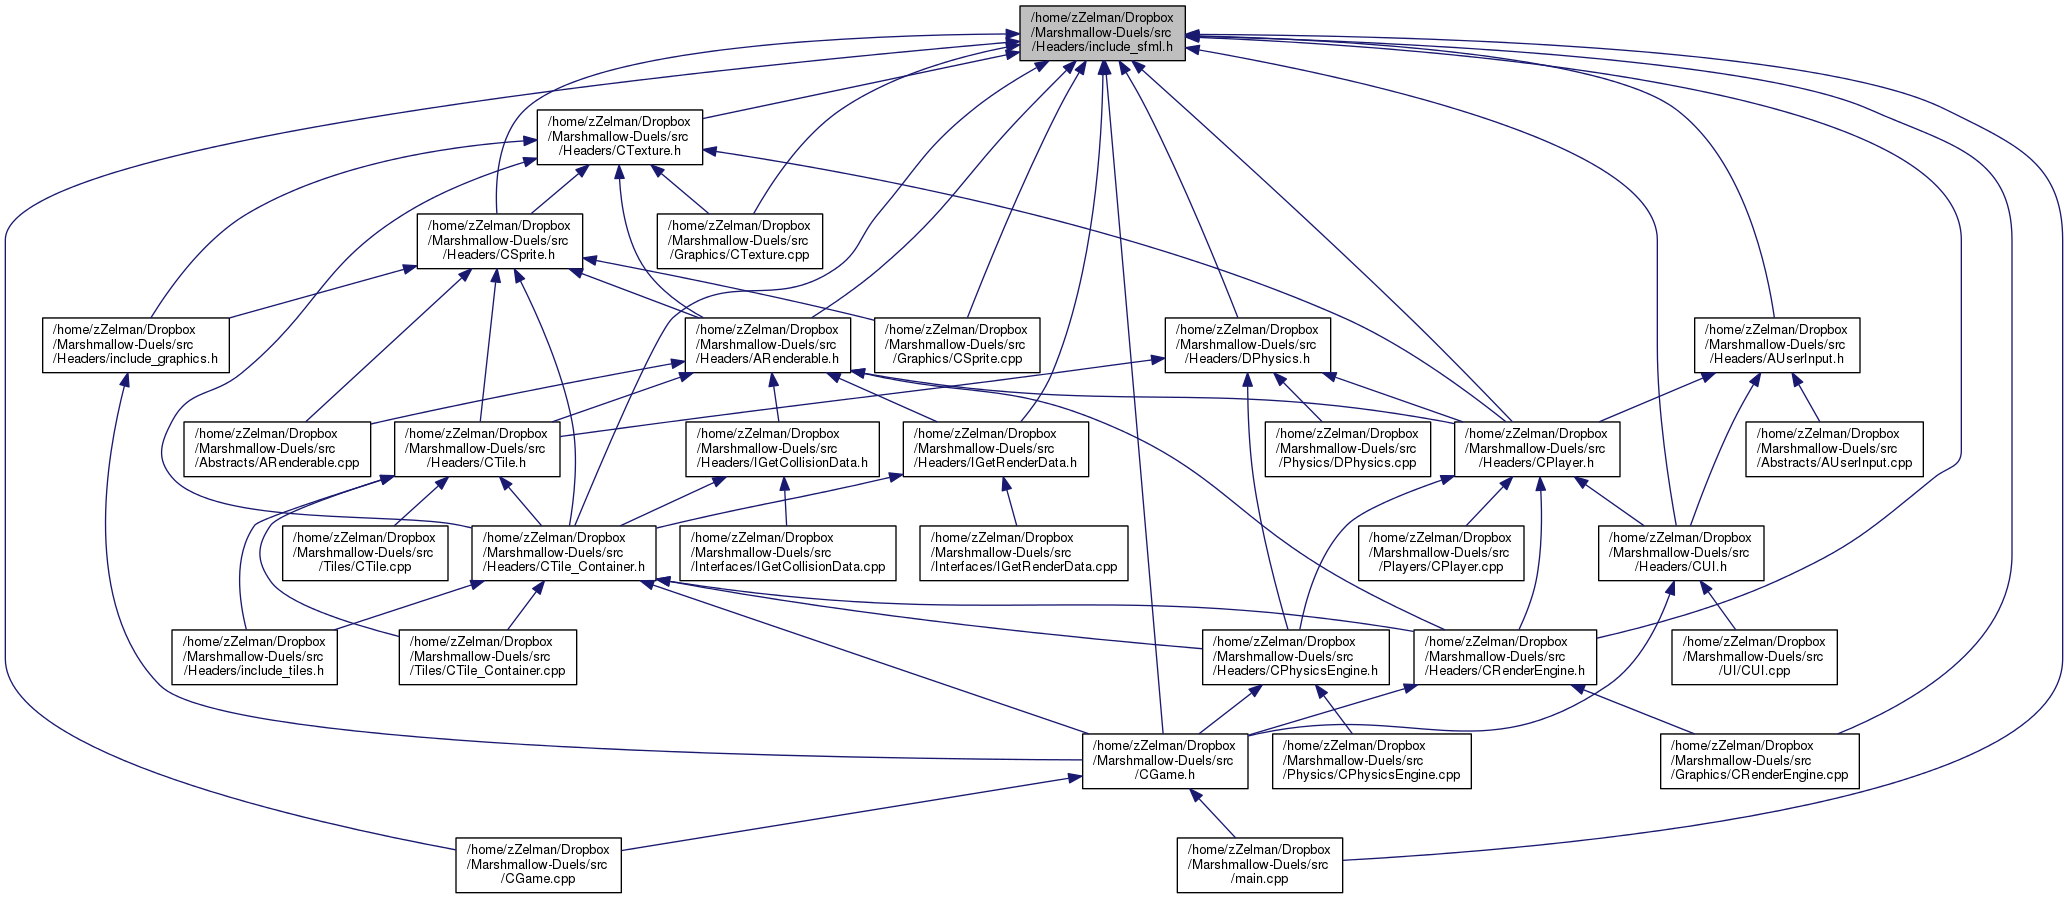 /home/zZelman/Dropbox
/Marshmallow-Duels/src
/Headers/include_sfml.h
/home/zZelman/Dropbox
/Marshmallow-Duels/src
/Headers/CTexture.h
/home/zZelman/Dropbox
/Marshmallow-Duels/src
/Headers/CSprite.h
/home/zZelman/Dropbox
/Marshmallow-Duels/src
/Graphics/CTexture.cpp
/home/zZelman/Dropbox
/Marshmallow-Duels/src
/Headers/include_graphics.h
/home/zZelman/Dropbox
/Marshmallow-Duels/src
/Headers/ARenderable.h
/home/zZelman/Dropbox
/Marshmallow-Duels/src
/Graphics/CSprite.cpp
/home/zZelman/Dropbox
/Marshmallow-Duels/src
/Headers/DPhysics.h
/home/zZelman/Dropbox
/Marshmallow-Duels/src
/Headers/AUserInput.h
/home/zZelman/Dropbox
/Marshmallow-Duels/src
/Abstracts/ARenderable.cpp
/home/zZelman/Dropbox
/Marshmallow-Duels/src
/Headers/CTile.h
/home/zZelman/Dropbox
/Marshmallow-Duels/src
/Headers/IGetCollisionData.h
/home/zZelman/Dropbox
/Marshmallow-Duels/src
/Headers/IGetRenderData.h
/home/zZelman/Dropbox
/Marshmallow-Duels/src
/Physics/DPhysics.cpp
/home/zZelman/Dropbox
/Marshmallow-Duels/src
/Headers/CPlayer.h
/home/zZelman/Dropbox
/Marshmallow-Duels/src
/Abstracts/AUserInput.cpp
/home/zZelman/Dropbox
/Marshmallow-Duels/src
/Tiles/CTile.cpp
/home/zZelman/Dropbox
/Marshmallow-Duels/src
/Headers/CTile_Container.h
/home/zZelman/Dropbox
/Marshmallow-Duels/src
/Interfaces/IGetCollisionData.cpp
/home/zZelman/Dropbox
/Marshmallow-Duels/src
/Interfaces/IGetRenderData.cpp
/home/zZelman/Dropbox
/Marshmallow-Duels/src
/Players/CPlayer.cpp
/home/zZelman/Dropbox
/Marshmallow-Duels/src
/Headers/CUI.h
/home/zZelman/Dropbox
/Marshmallow-Duels/src
/Headers/include_tiles.h
/home/zZelman/Dropbox
/Marshmallow-Duels/src
/Tiles/CTile_Container.cpp
/home/zZelman/Dropbox
/Marshmallow-Duels/src
/Headers/CPhysicsEngine.h
/home/zZelman/Dropbox
/Marshmallow-Duels/src
/Headers/CRenderEngine.h
/home/zZelman/Dropbox
/Marshmallow-Duels/src
/UI/CUI.cpp
/home/zZelman/Dropbox
/Marshmallow-Duels/src
/CGame.h
/home/zZelman/Dropbox
/Marshmallow-Duels/src
/Physics/CPhysicsEngine.cpp
/home/zZelman/Dropbox
/Marshmallow-Duels/src
/Graphics/CRenderEngine.cpp
/home/zZelman/Dropbox
/Marshmallow-Duels/src
/CGame.cpp
/home/zZelman/Dropbox
/Marshmallow-Duels/src
/main.cpp